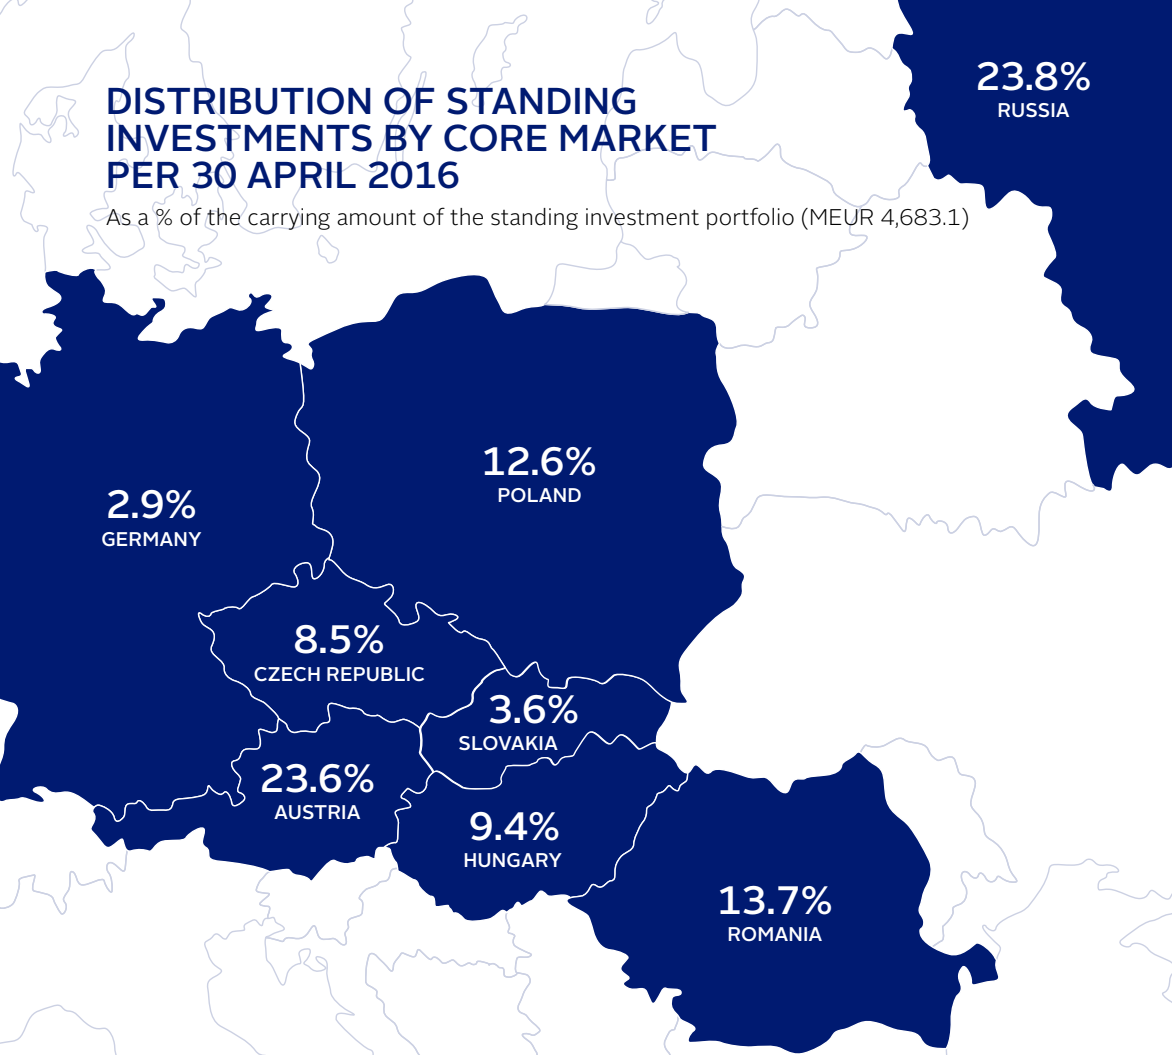 DISTRIBUTION OF STANDING
INVESTMENTS BY CORE MARKET
PER 30 APRIL 2016
As a % of the carrying amount of the standing investment portfolio (MEUR 4,683.1)
23.8%
RUSSIA
12.6%
POLAND
2.9%
GERMANY
8.5%
CZECH REPUBLIC
3.6%
SLOVAKIA
23.6%
AUSTRIA
9.4%
HUNGARY
13.7%
ROMANIA